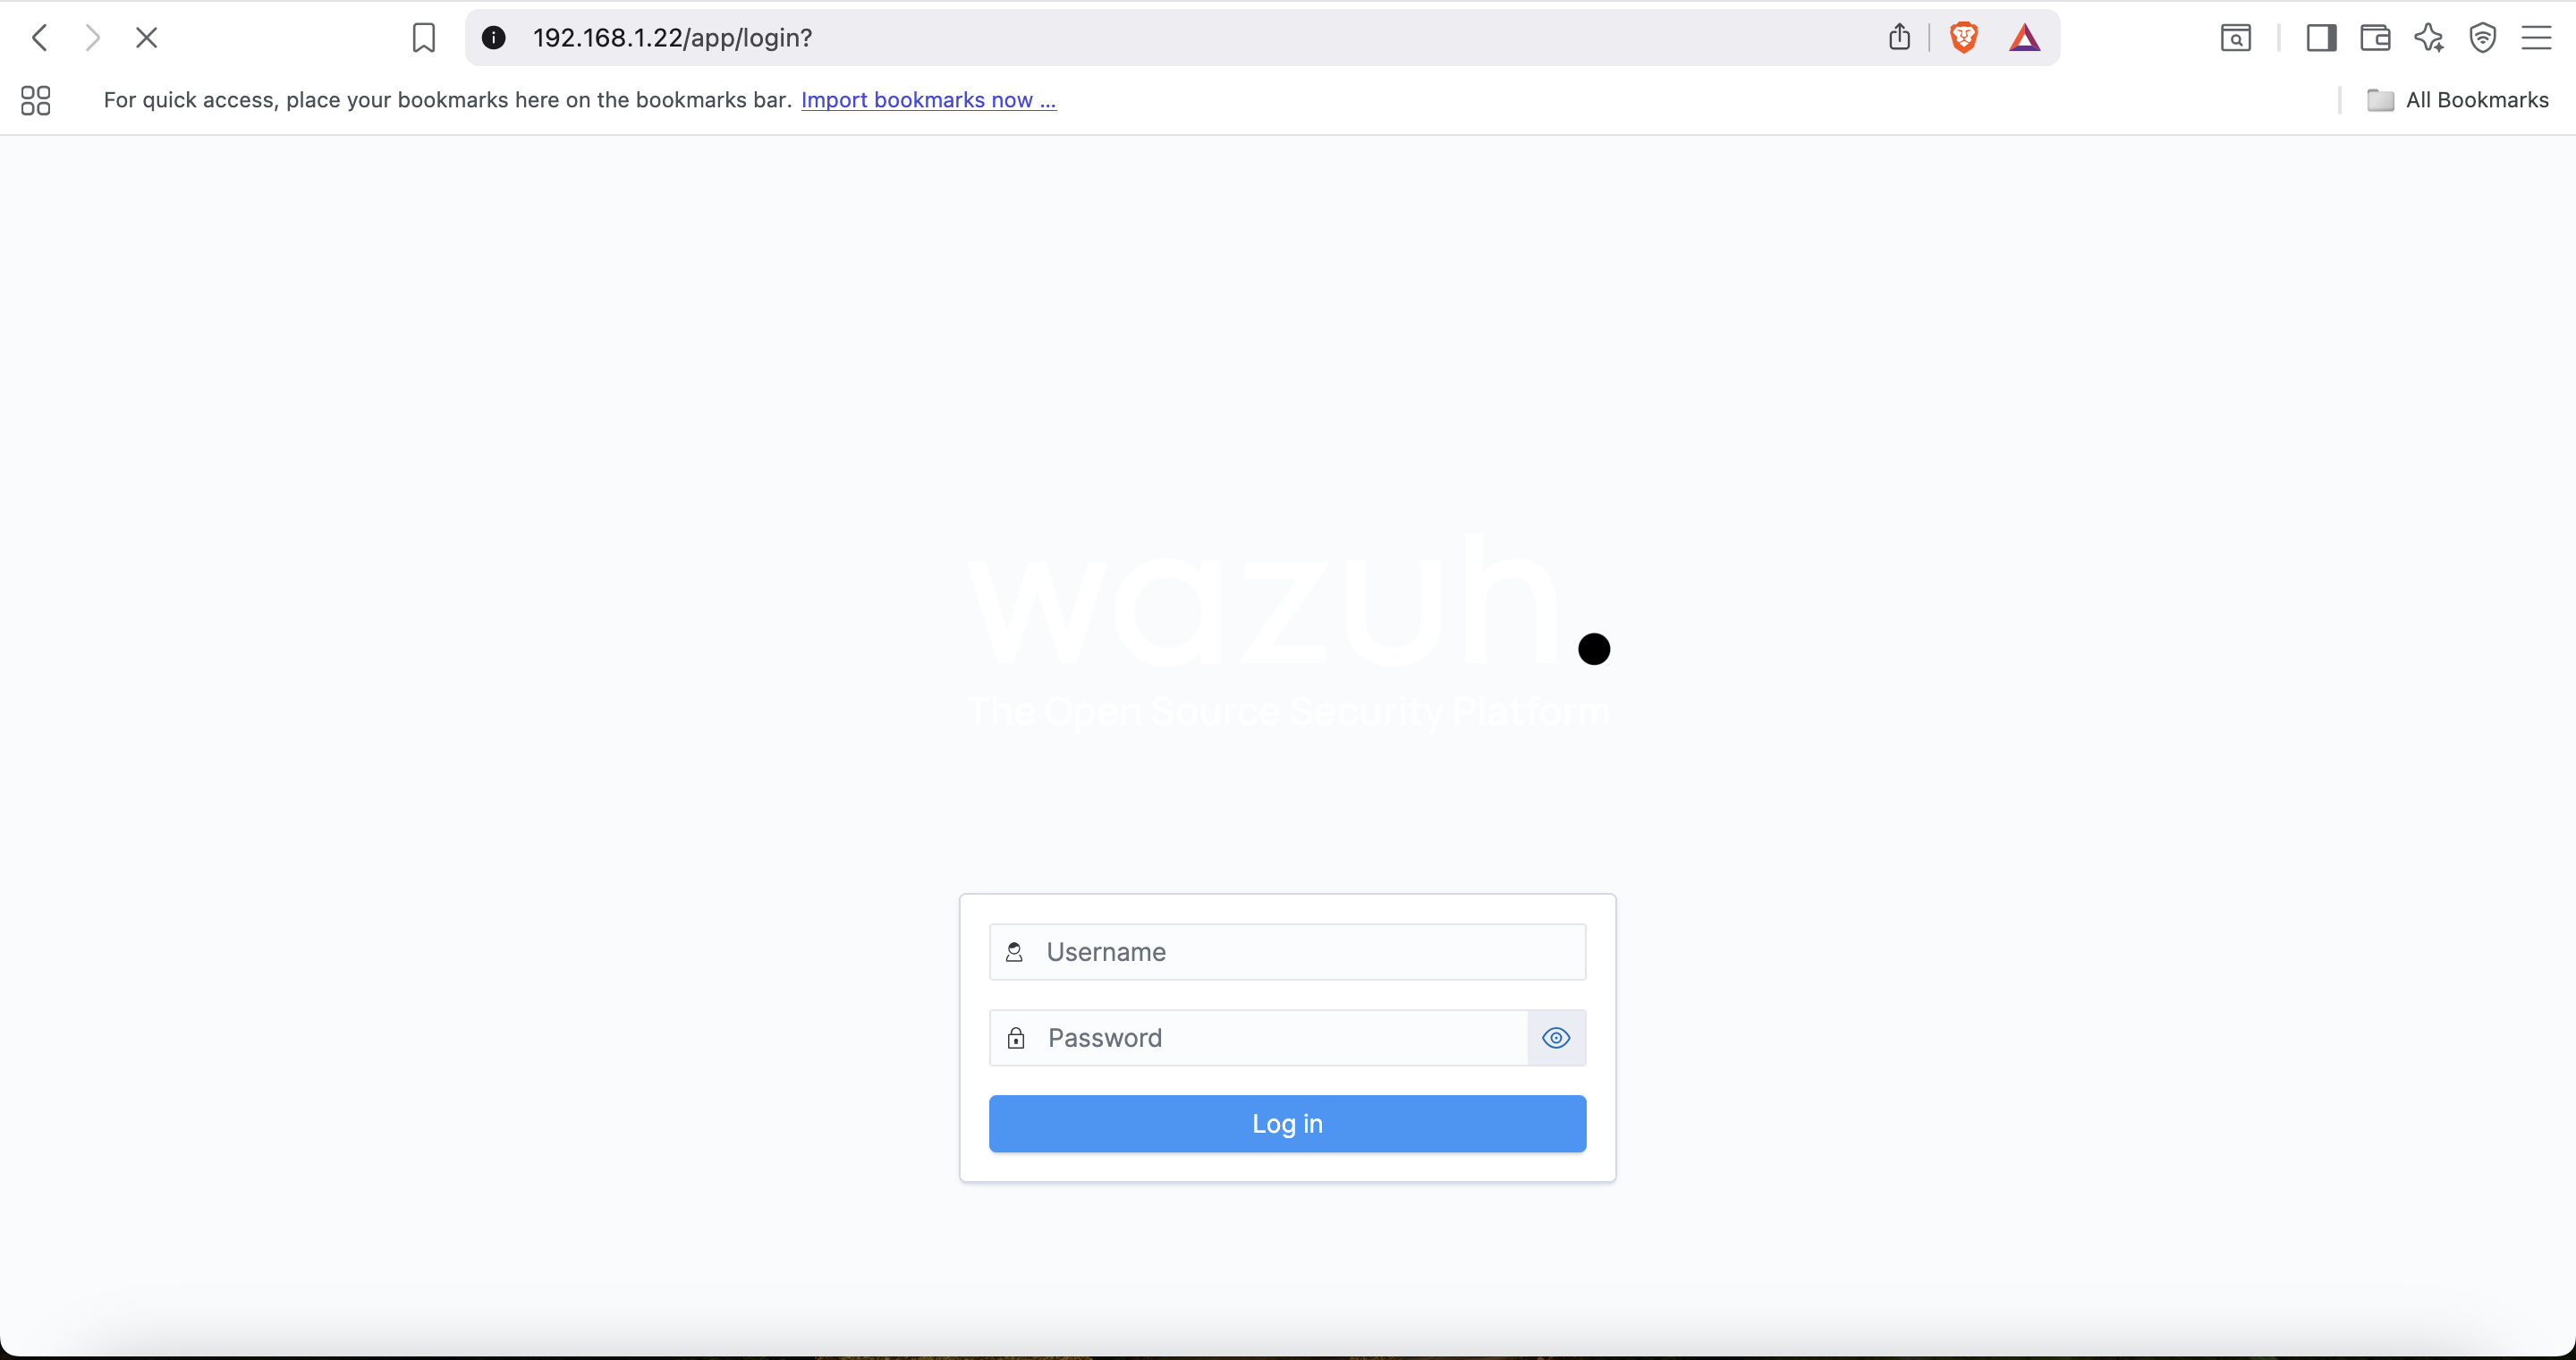 192.168.1.22/app/login?
For quick access, place your bookmarks here on the bookmarks bar. Import bookmarks now ...
All Bookmarks
wazuh.
The Open Source Security Platform
Username
Password
Log in